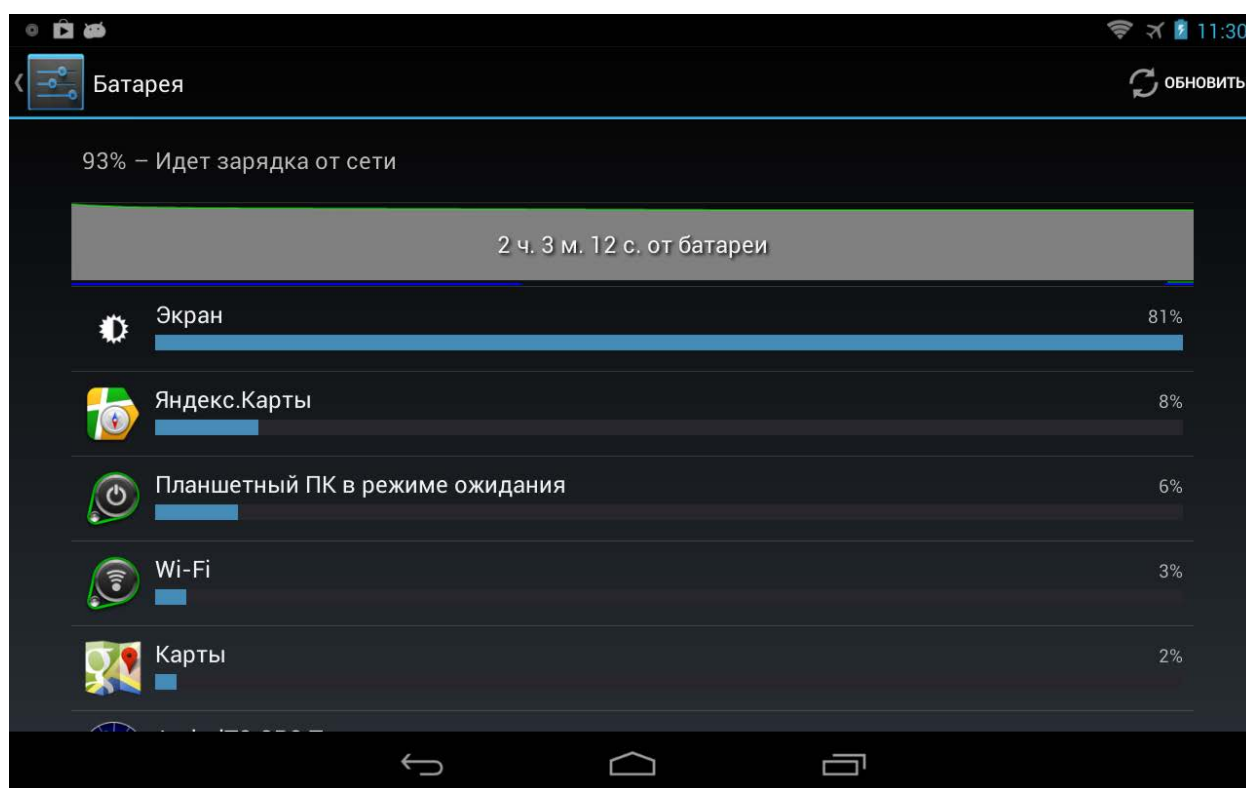 11:30
Батарея
ОБНОВИТЬ
93% – Идет зарядка от сети
2 ч. 3 м. 12 с. от батареи
Экран 81%
Яндекс.Карты 8%
Планшетный ПК в режиме ожидания 6%
Wi-Fi 3%
Карты 2%